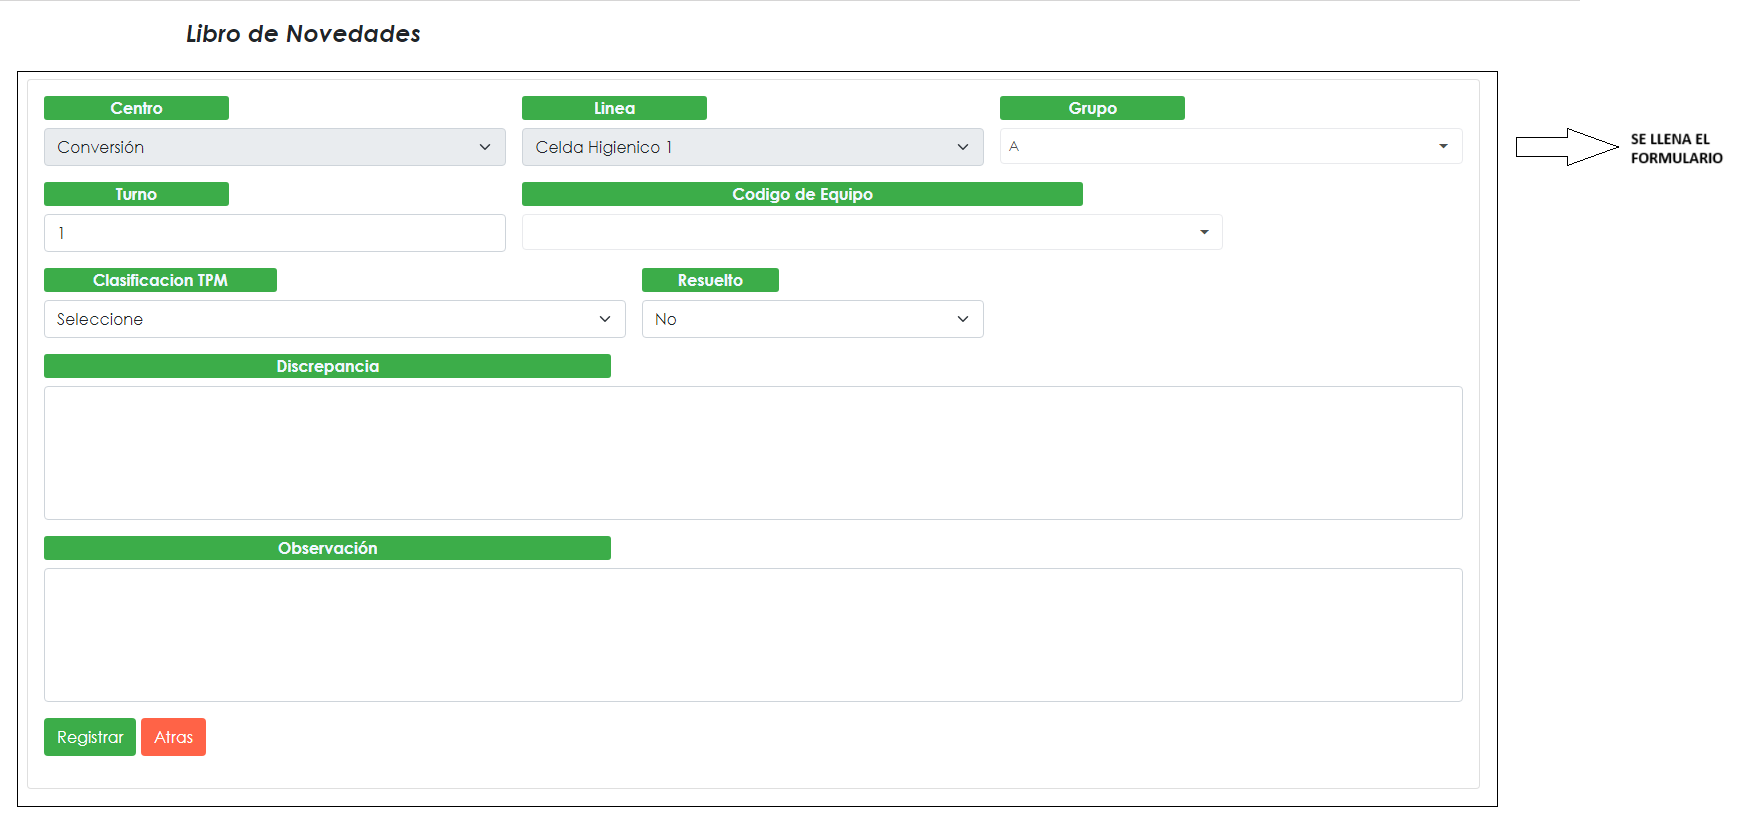 Libro de Novedades
Centro
Linea
Grupo
Conversión
Celda Higienico 1
A
SE LLENA EL
FORMULARIO
Turno
Codigo de Equipo
1
Clasificacion TPM
Resuelto
Seleccione
No
Discrepancia
Observación
Registrar
Atras